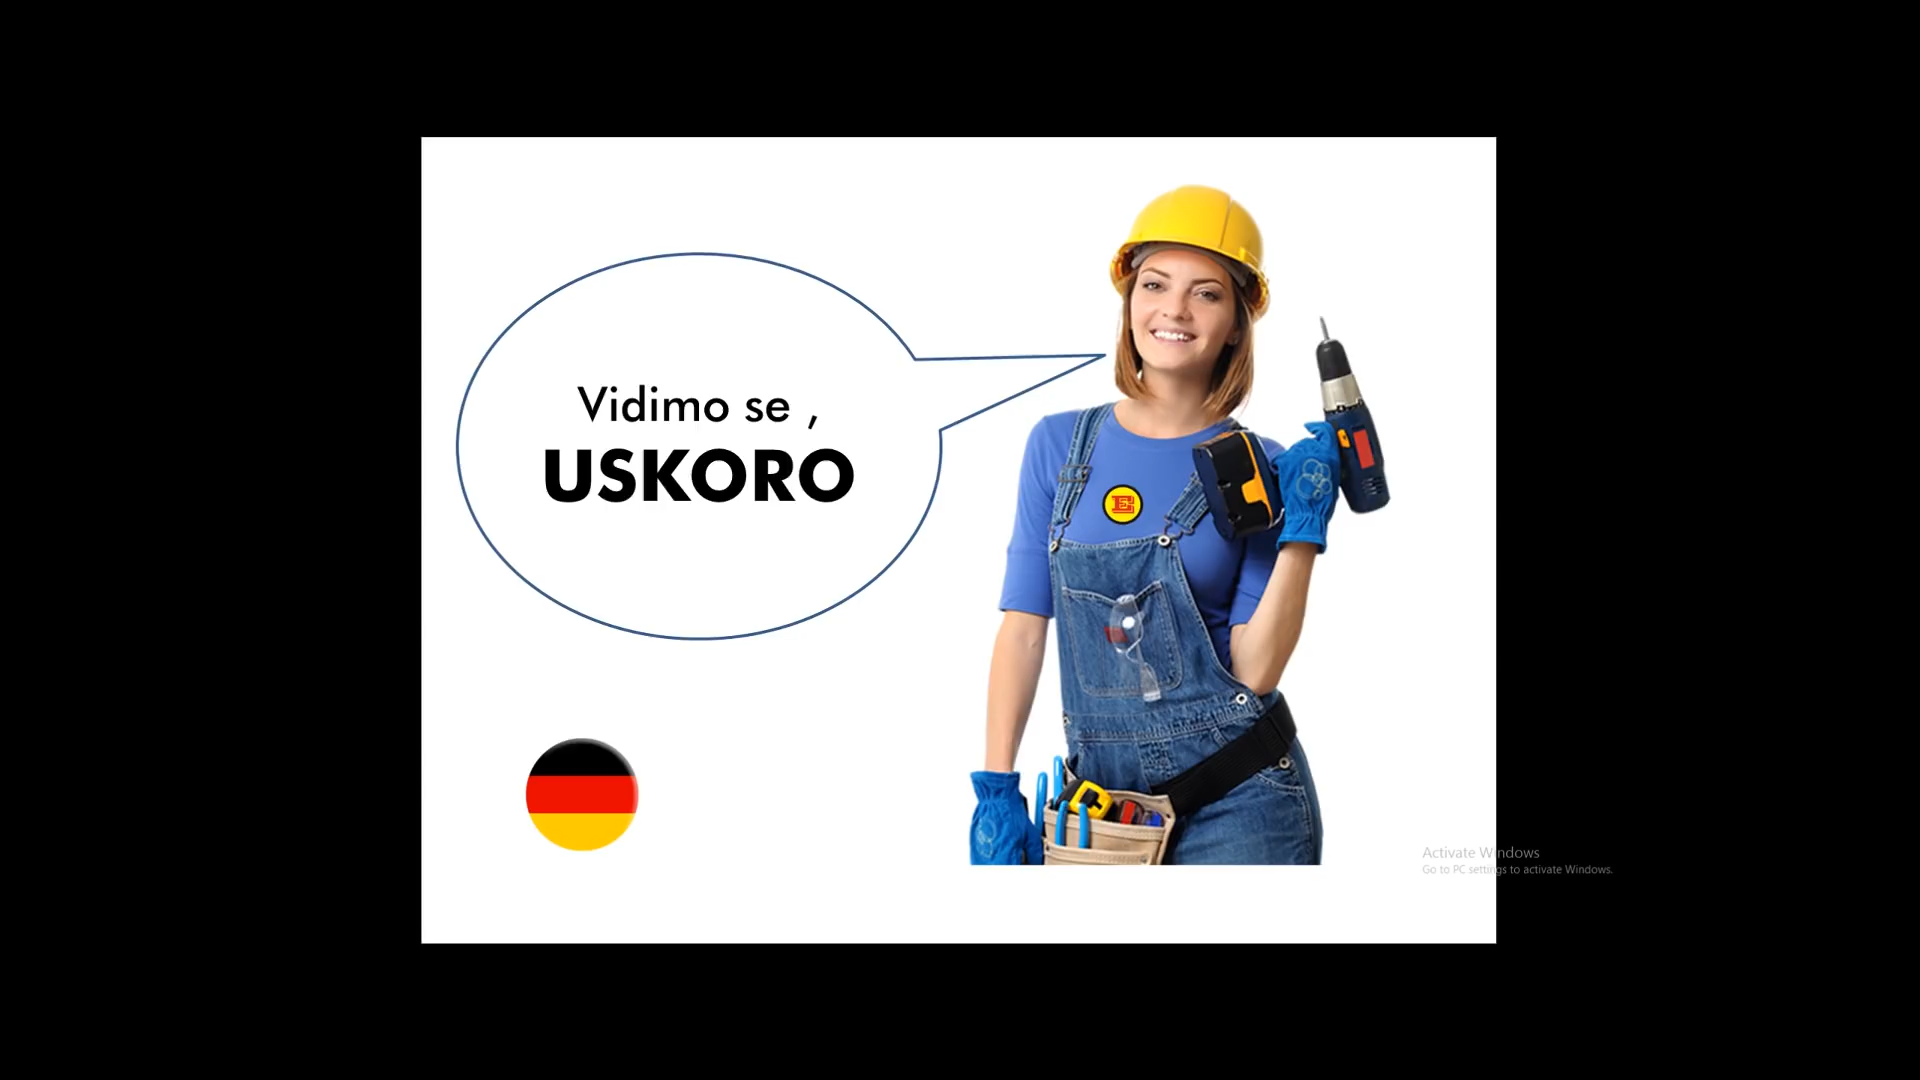 Vidimo se ,
USKORO
E
Activate Windows
Go to PC settings to activate Windows.